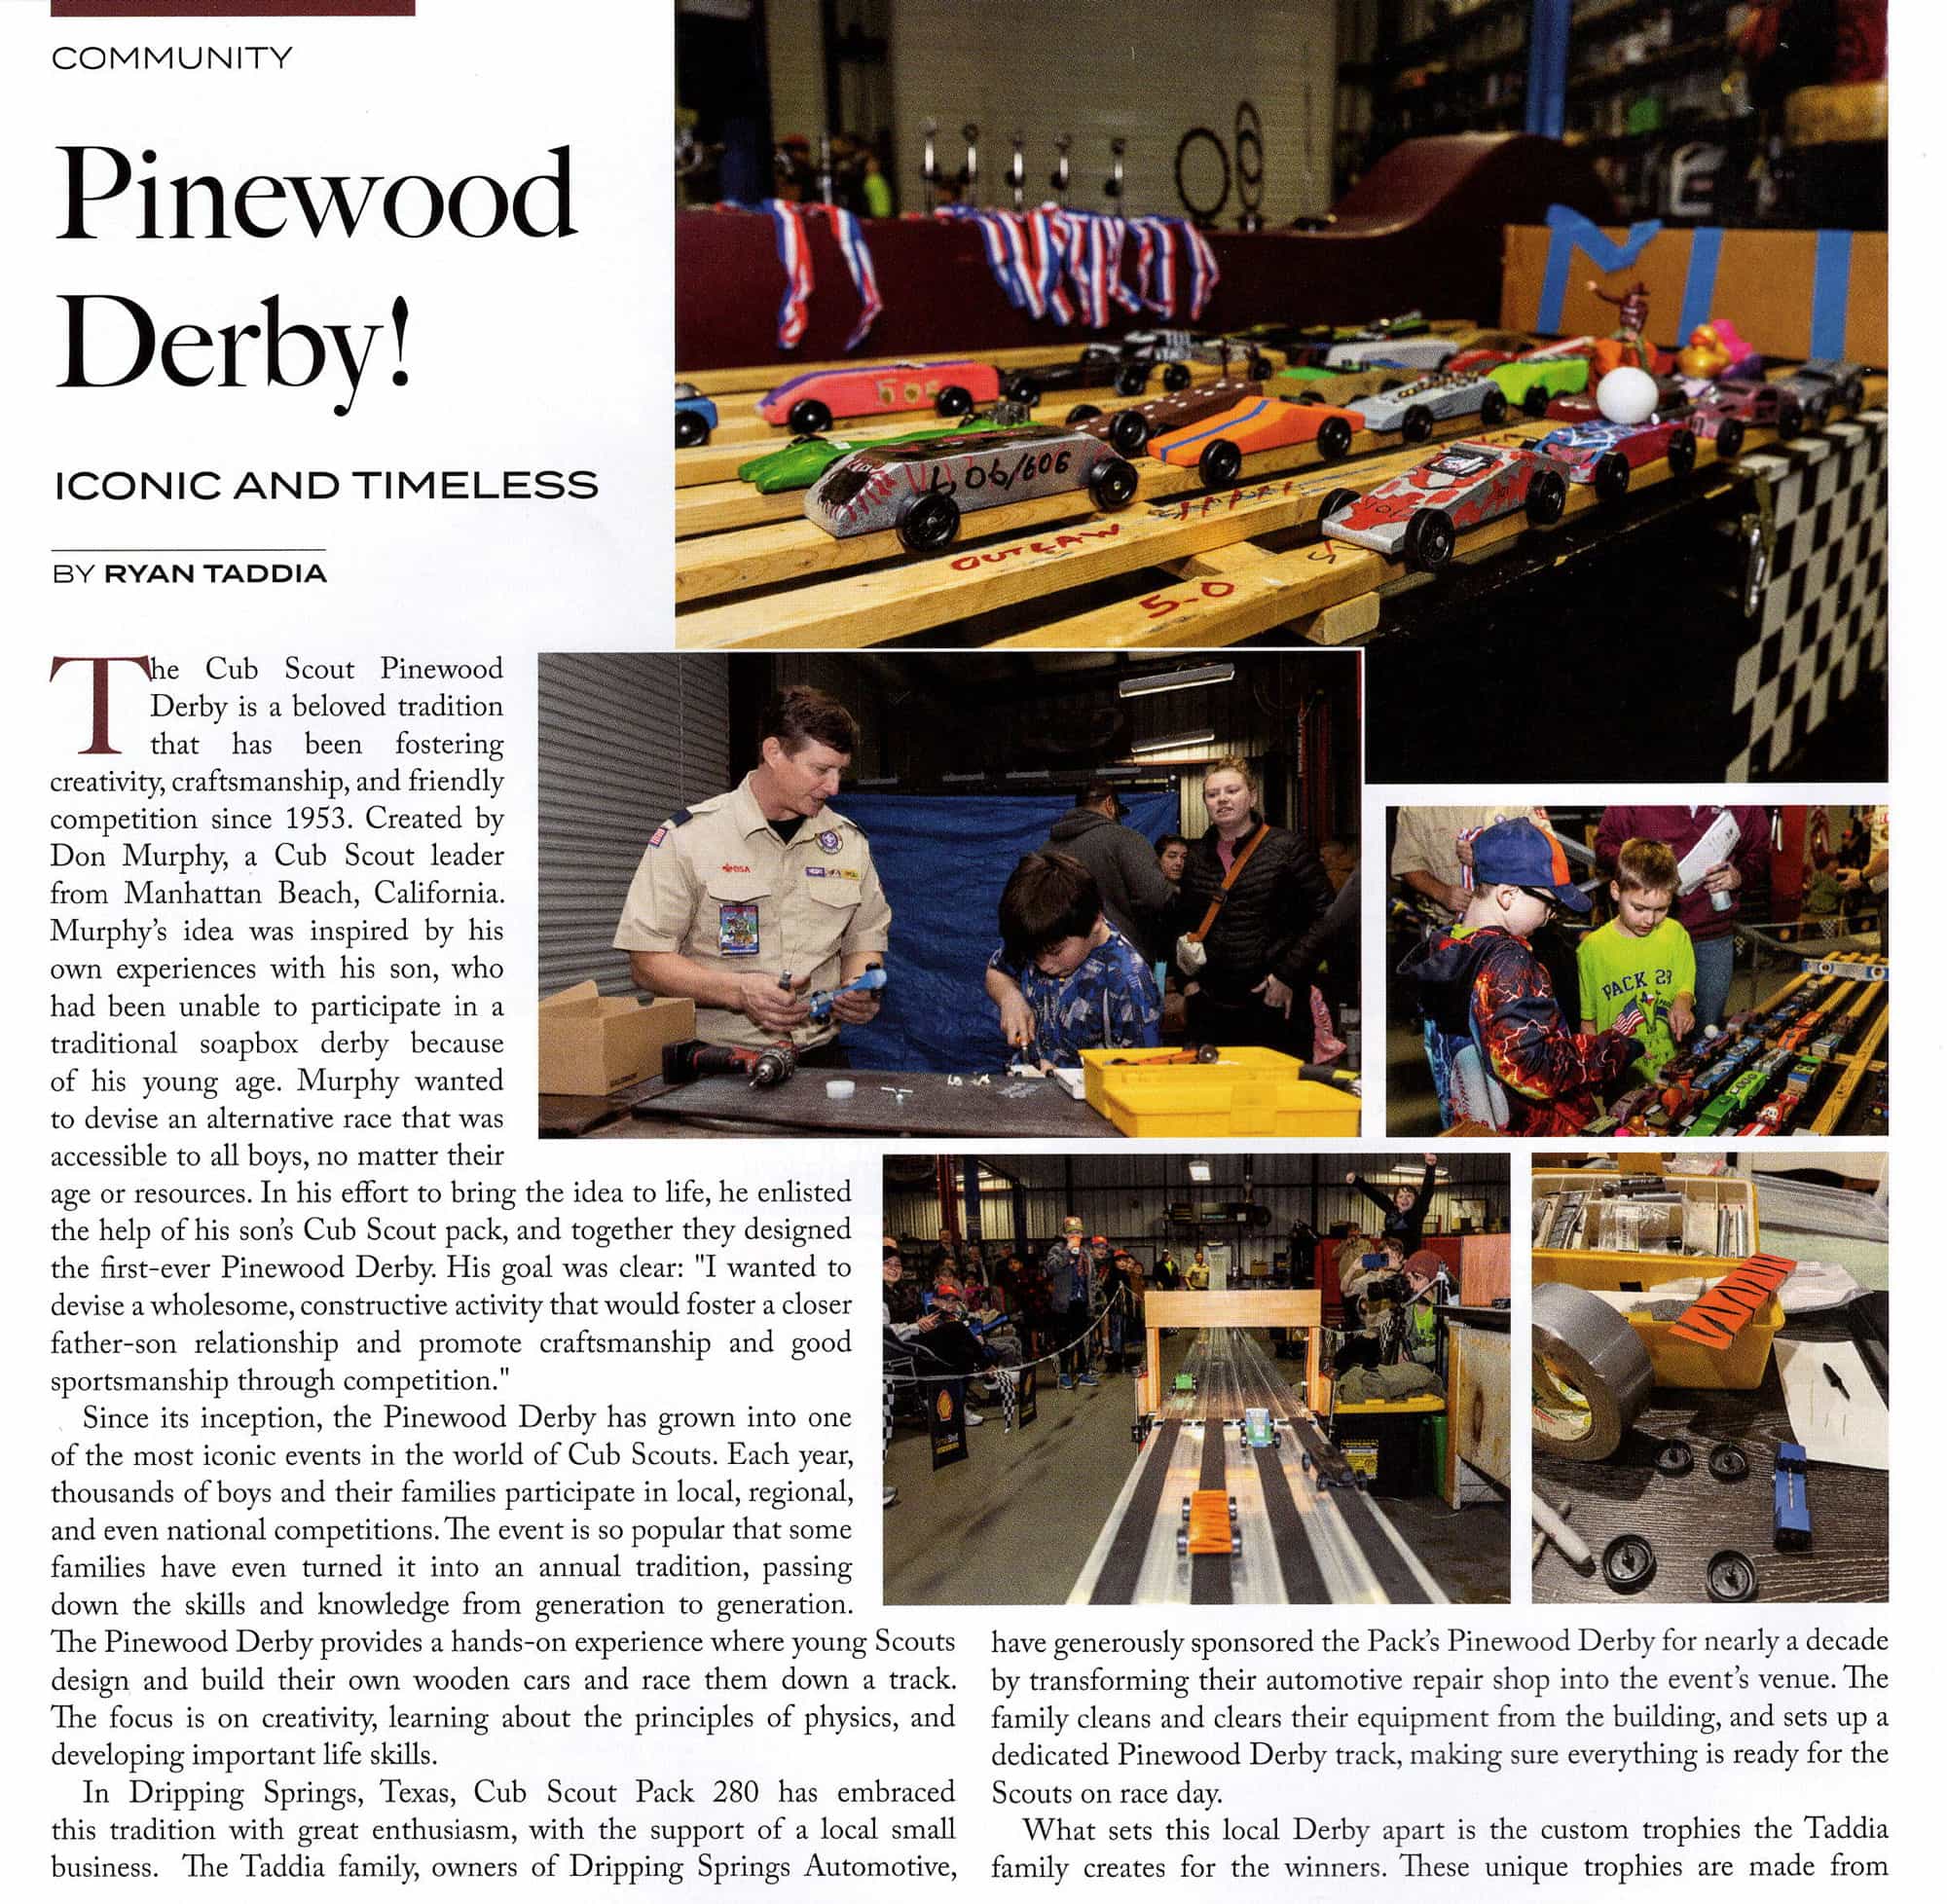 COMMUNITY
Pinewood
Derby!
ICONIC AND TIMELESS
BY RYAN TADDIA
The Cub Scout Pinewood
Derby is a beloved tradition
that has been fostering
creativity, craftsmanship, and friendly
competition since 1953. Created by
Don Murphy, a Cub Scout leader
from Manhattan Beach, California.
Murphy's idea was inspired by his
own experiences with his son, who
had been unable to participate in a
traditional soapbox derby because
of his young age. Murphy wanted
to devise an alternative race that was
accessible to all boys, no matter their
age or resources. In his effort to bring the idea to life, he enlisted
the help of his son's Cub Scout pack, and together they designed
the first-ever Pinewood Derby. His goal was clear: "I wanted to
devise a wholesome, constructive activity that would foster a closer
father-son relationship and promote craftsmanship and good
sportsmanship through competition."
Since its inception, the Pinewood Derby has grown into one
of the most iconic events in the world of Cub Scouts. Each year,
thousands of boys and their families participate in local, regional,
and even national competitions. The event is so popular that some
families have even turned it into an annual tradition, passing
down the skills and knowledge from generation to generation.
The Pinewood Derby provides a hands-on experience where young Scouts
design and build their own wooden cars and race them down a track.
The focus is on creativity, learning about the principles of physics, and
developing important life skills.
In Dripping Springs, Texas, Cub Scout Pack 280 has embraced
this tradition with great enthusiasm, with the support of a local small
business. The Taddia family, owners of Dripping Springs Automotive,
have generously sponsored the Pack's Pinewood Derby for nearly a decade
by transforming their automotive repair shop into the event's venue. The
family cleans and clears their equipment from the building, and sets up a
dedicated Pinewood Derby track, making sure everything is ready for the
Scouts on race day.
What sets this local Derby apart is the custom trophies the Taddia
family creates for the winners. These unique trophies are made from
505
OUTLAW
5.0
BSA
PACK 28